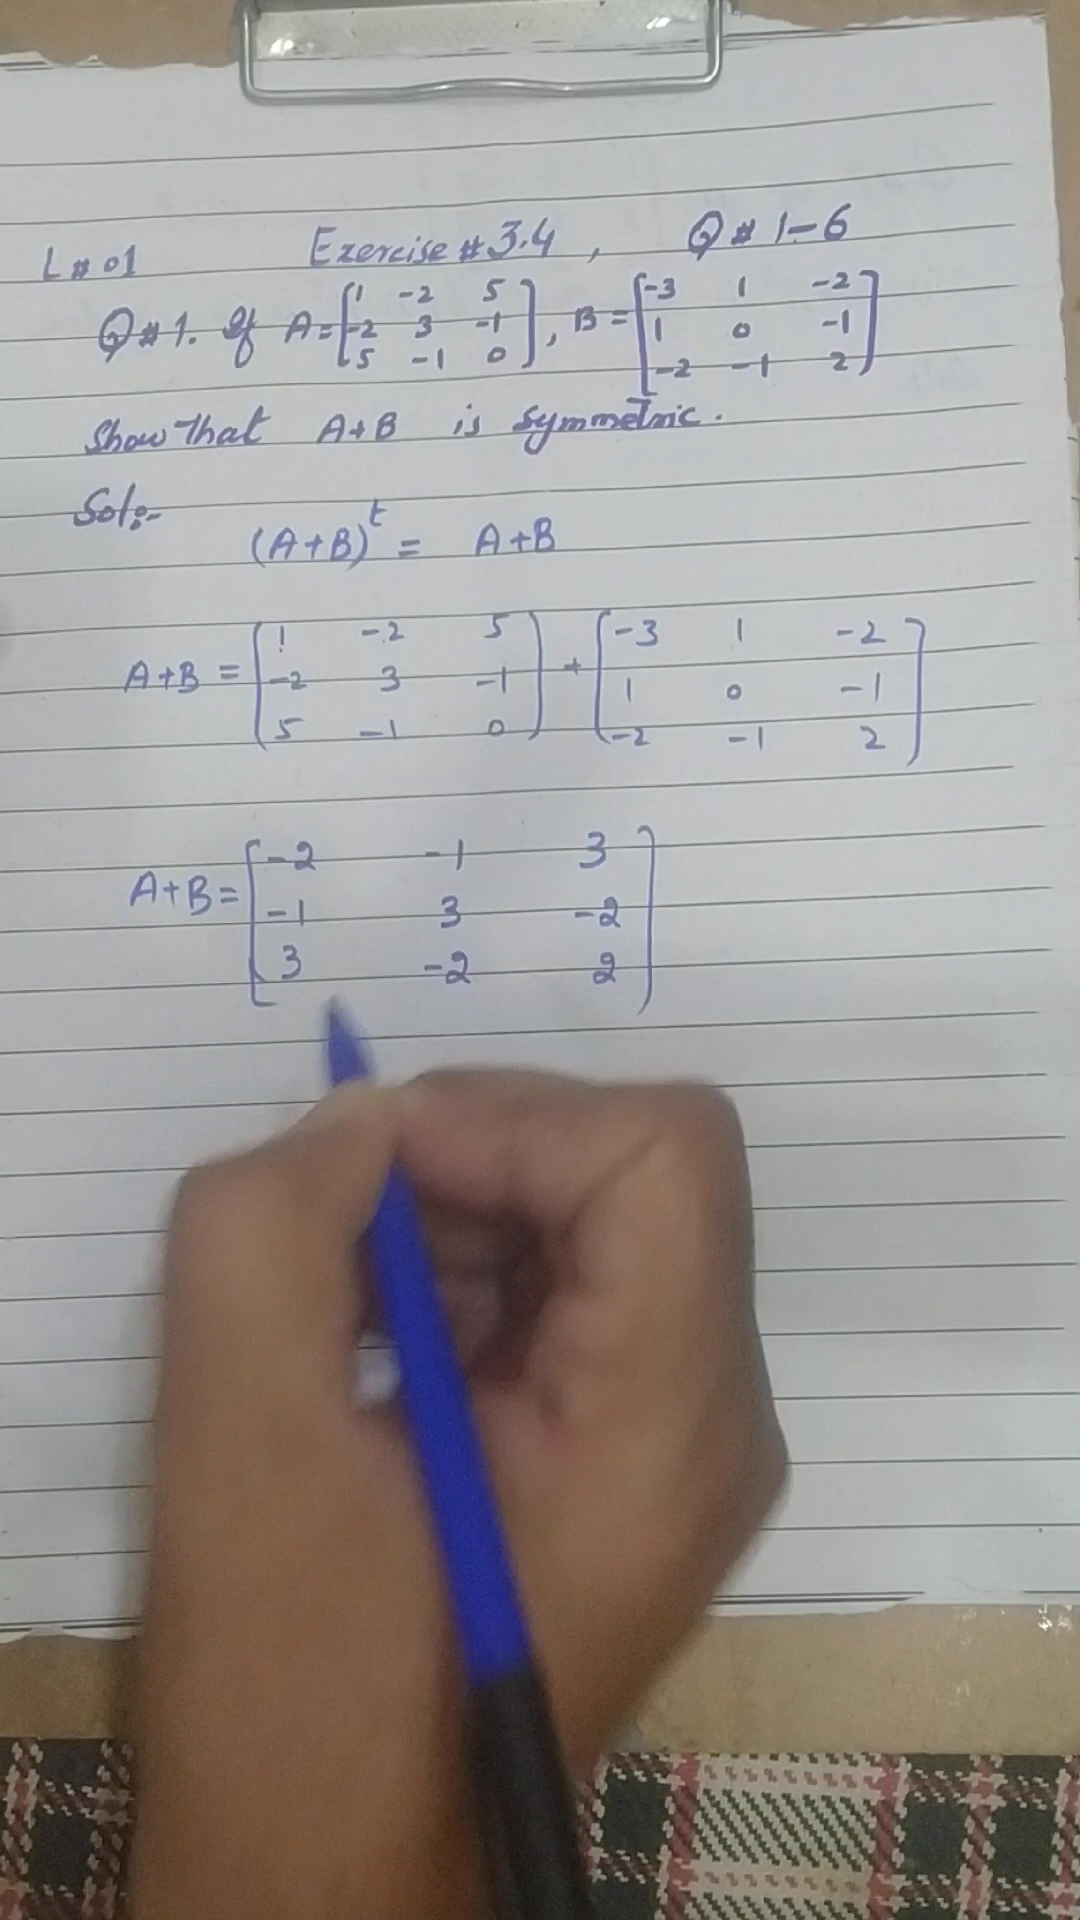 L # 01 Exercise # 3.4 , Q # 1-6
Q # 1. If A = [1 -2 5
-2 3 -1
5 -1 0] , B = [-3 1 -2
1 0 -1
-2 -1 2]
Show That A+B is symmetric.
Sol:-
(A+B)^t = A+B
A+B = [1 -2 5
-2 3 -1
5 -1 0] + [-3 1 -2
1 0 -1
-2 -1 2]
A+B = [-2 -1 3
-1 3 -2
3 -2 2]